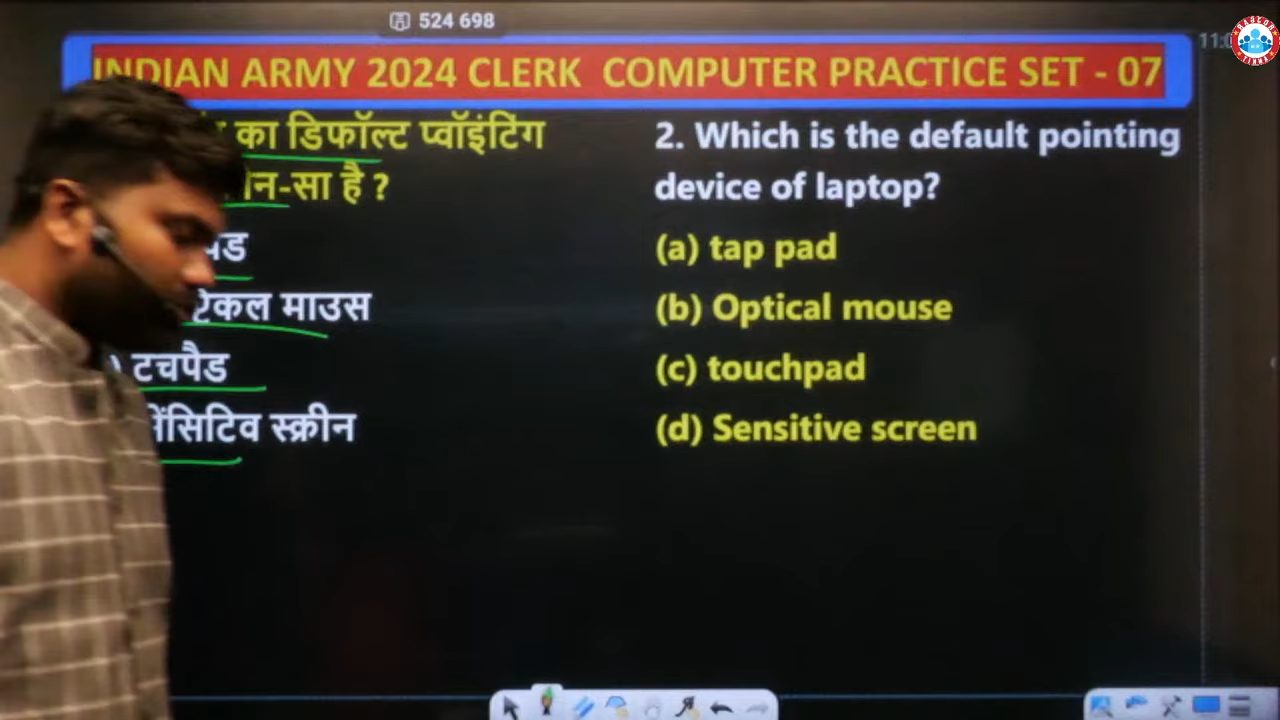 524 698
INDIAN ARMY 2024 CLERK COMPUTER PRACTICE SET - 07
का डिफॉल्ट प्वॉइंटिंग
-सा है ?
2. Which is the default pointing
device of laptop?
माउस
टचपैड
स्क्रीन
(a) tap pad
(b) Optical mouse
(c) touchpad
(d) Sensitive screen